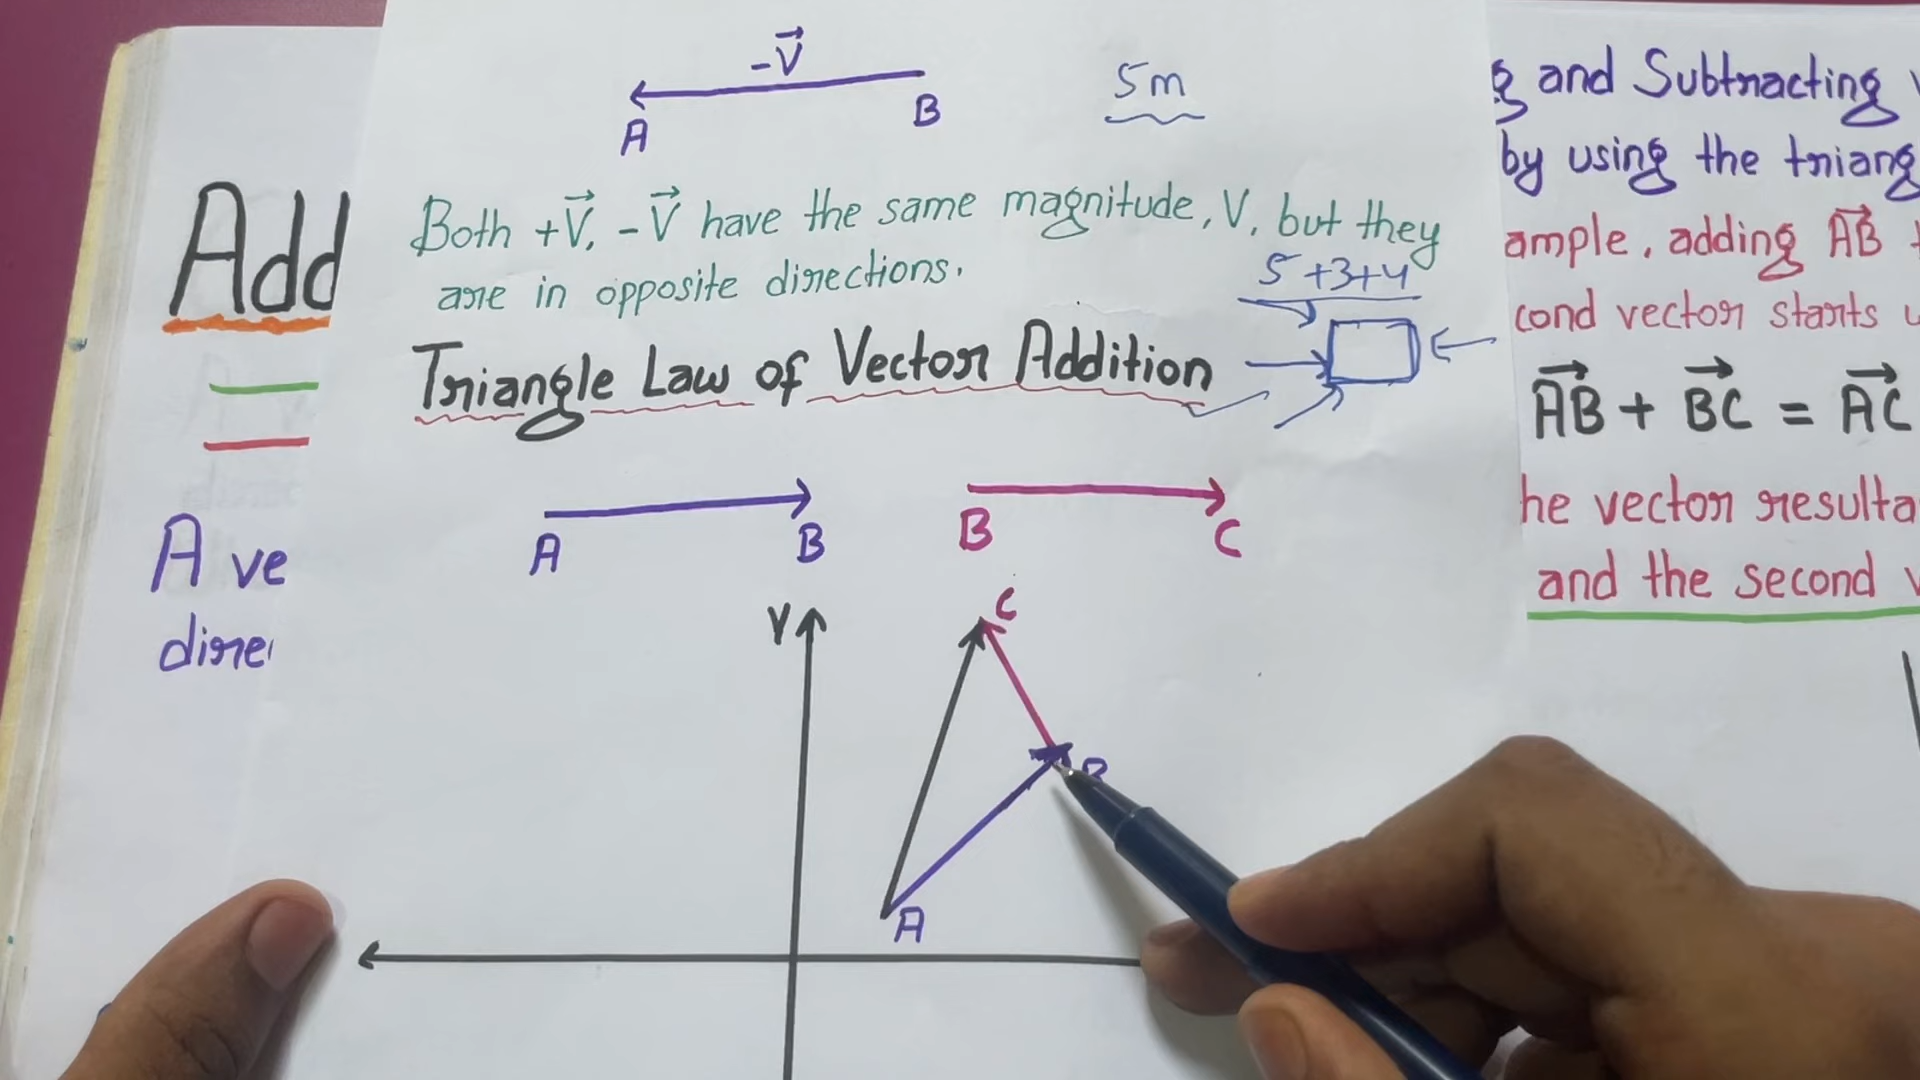 -V⃗
A
B
5m
Both +V⃗, -V⃗ have the same magnitude, V, but they
are in opposite directions.
5+3+4
Triangle Law of Vector Addition
A
B
B
C
Y
C
B
A
Add
A ve
dire
and Subtracting
by using the triang
ample, adding AB⃗
cond vector starts
AB⃗ + BC⃗ = AC⃗
he vector resulta
and the second v